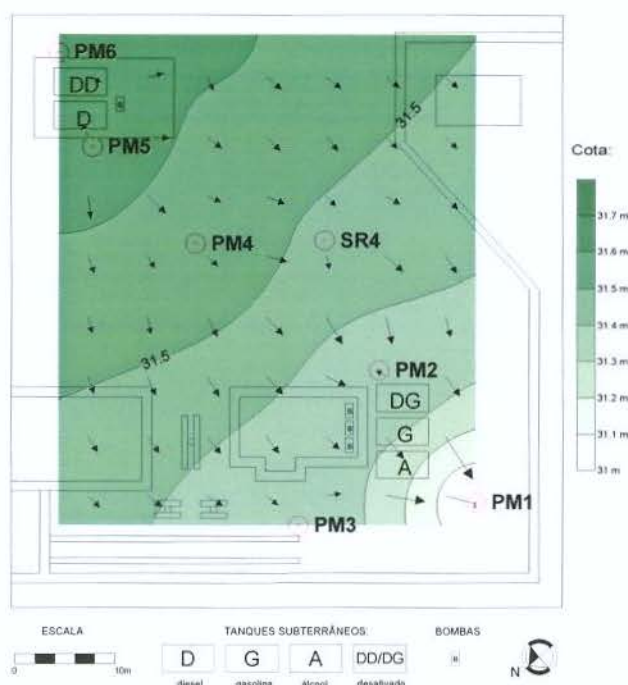 PM6
DD
D
PM5
31.5
Cota:
31.7 m
31.6 m
31.5 m
31.4 m
31.3 m
31.2 m
31.1 m
31 m
PM4
SR4
31.5
PM2
DG
G
A
PM1
PM3
ESCALA
0 10m
TANQUES SUBTERRÂNEOS:
D
G
A
DD/DG
diesel
gasolina
álcool
desativado
BOMBAS
B
N